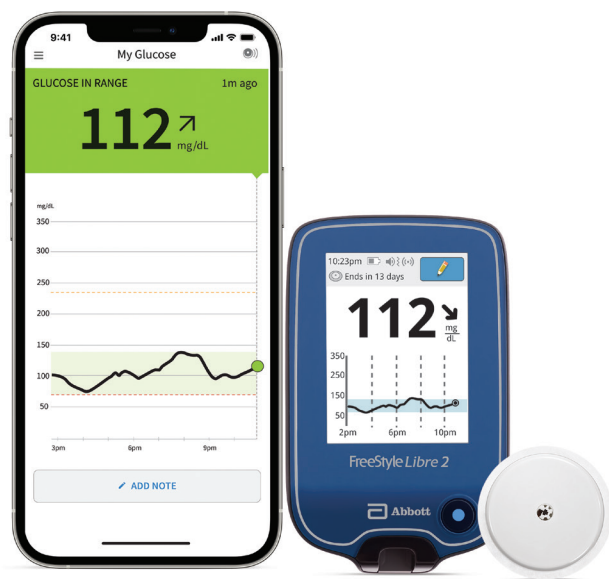 9:41
My Glucose
GLUCOSE IN RANGE
1m ago
112
mg/dL
mg/dL
350
300
250
200
150
100
50
3pm
6pm
9pm
ADD NOTE
10:23pm
Ends in 13 days
112
mg
dL
350
250
150
50
2pm
6pm
10pm
FreeStyle Libre 2
Abbott